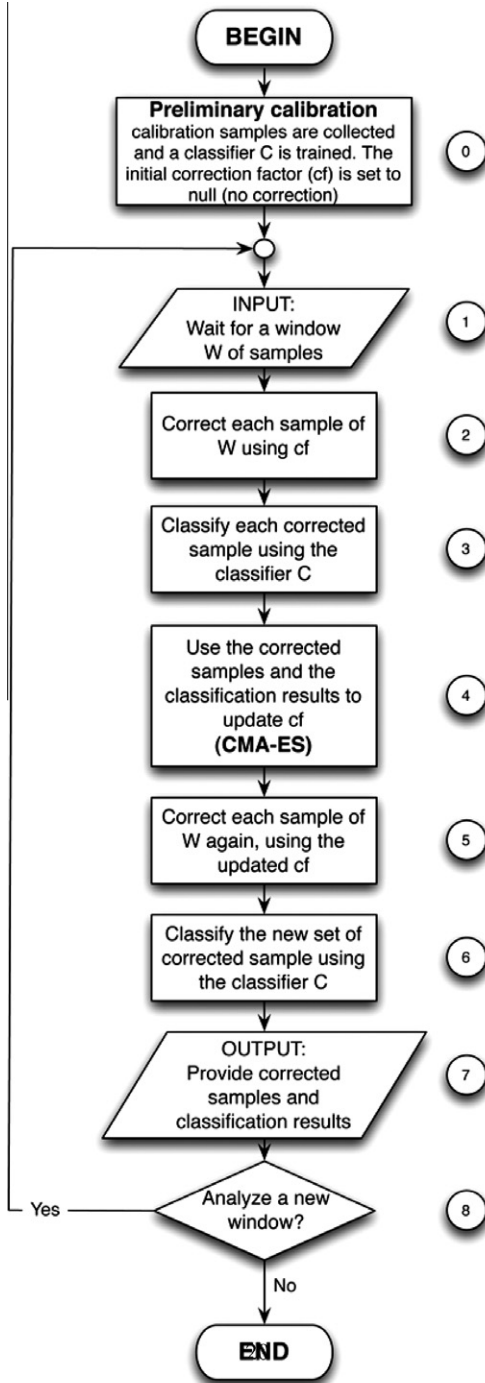 BEGIN
Preliminary calibration
calibration samples are collected
and a classifier C is trained. The
initial correction factor (cf) is set to
null (no correction)
0
INPUT:
Wait for a window
W of samples
1
Correct each sample of
W using cf
2
Classify each corrected
sample using the
classifier C
3
Use the corrected
samples and the
classification results to
update cf
(CMA-ES)
4
Correct each sample of
W again, using the
updated cf
5
Classify the new set of
corrected sample using
the classifier C
6
OUTPUT:
Provide corrected
samples and
classification results
7
Analyze a new
window?
8
Yes
No
END